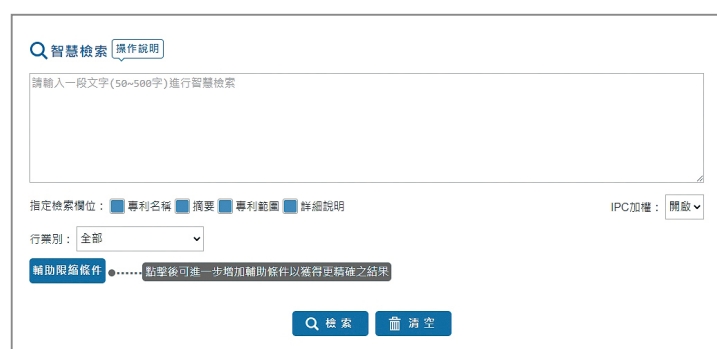 智慧檢索 操作說明
請輸入一段文字(50~500字)進行智慧檢索
指定檢索欄位： 專利名稱 摘要 專利範圍 詳細說明 IPC加權： 開啟
行業別： 全部
輔助限縮條件 點擊後可進一步增加輔助條件以獲得更精確之結果
檢索 清空